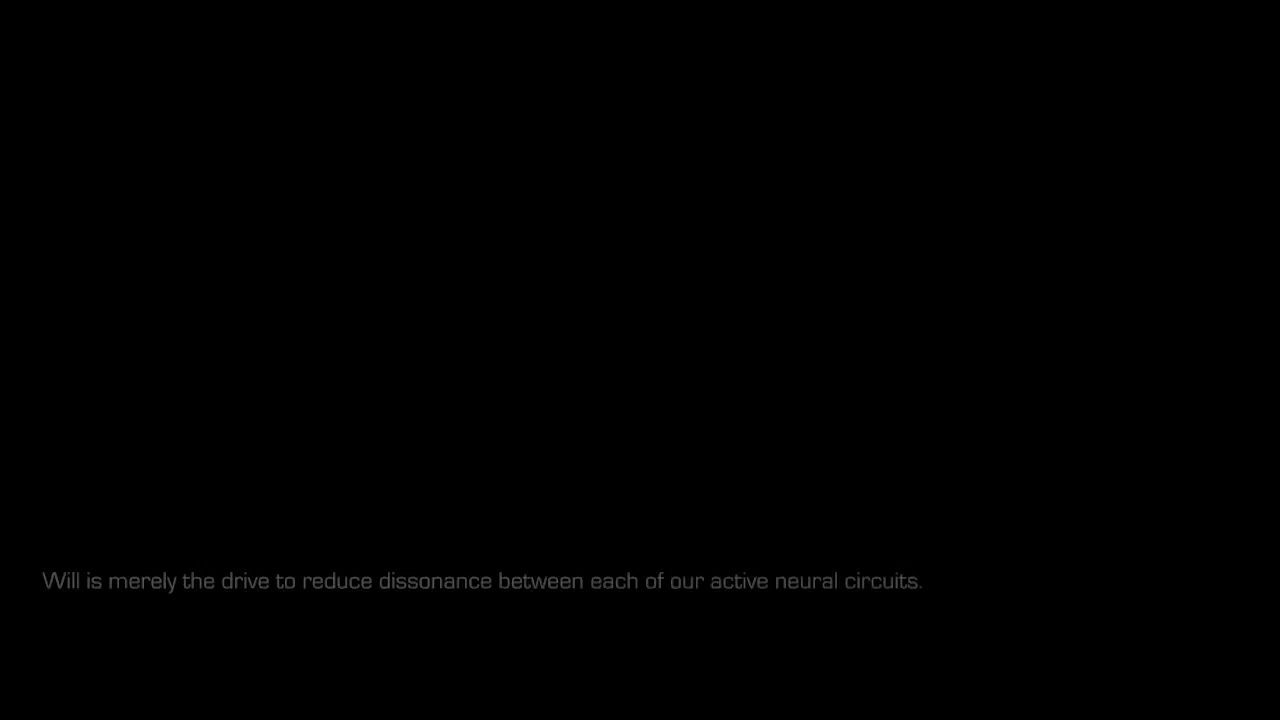 Will is merely the drive to reduce dissonance between each of our active neural circuits.